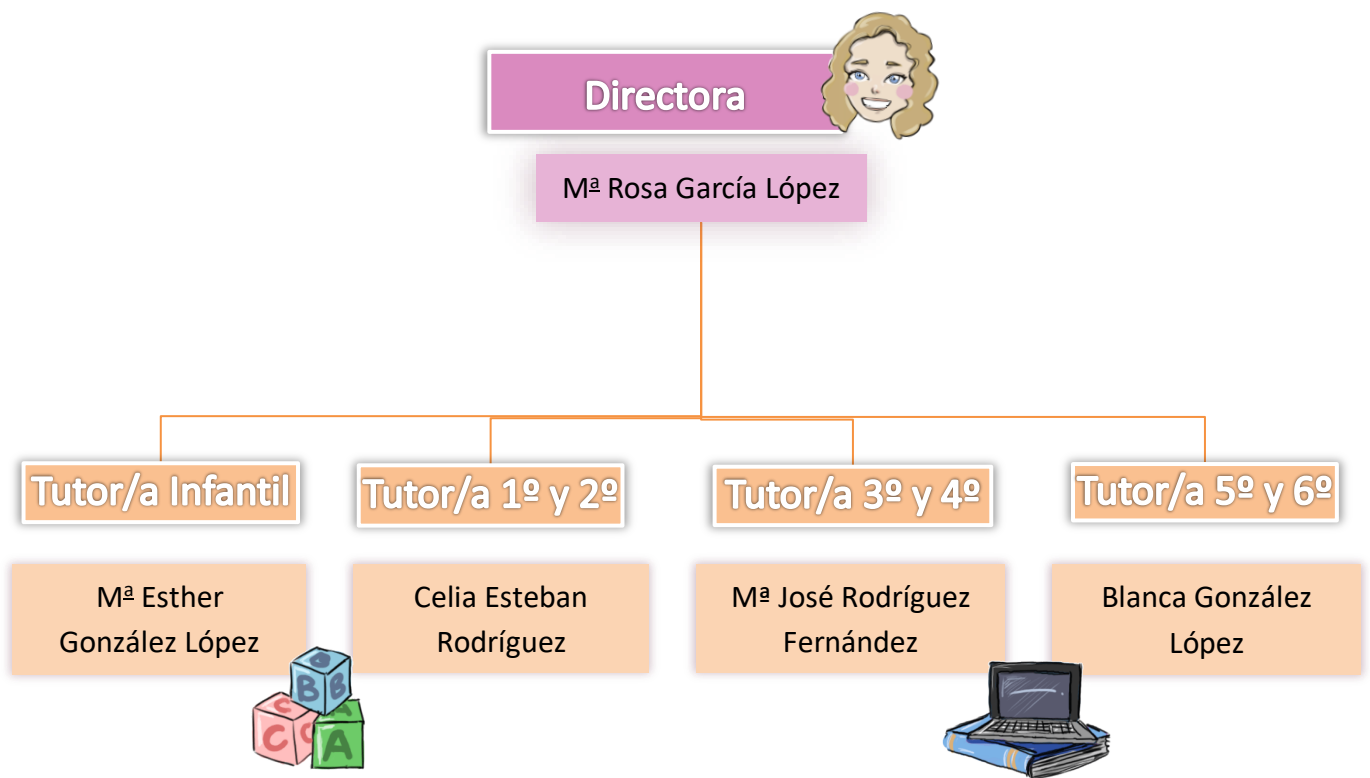 Directora
Mª Rosa García López
Tutor/a Infantil
Tutor/a 1º y 2º
Tutor/a 3º y 4º
Tutor/a 5º y 6º
Mª Esther
González López
Celia Esteban
Rodríguez
Mª José Rodríguez
Fernández
Blanca González
López
B
B
C
C
A
A